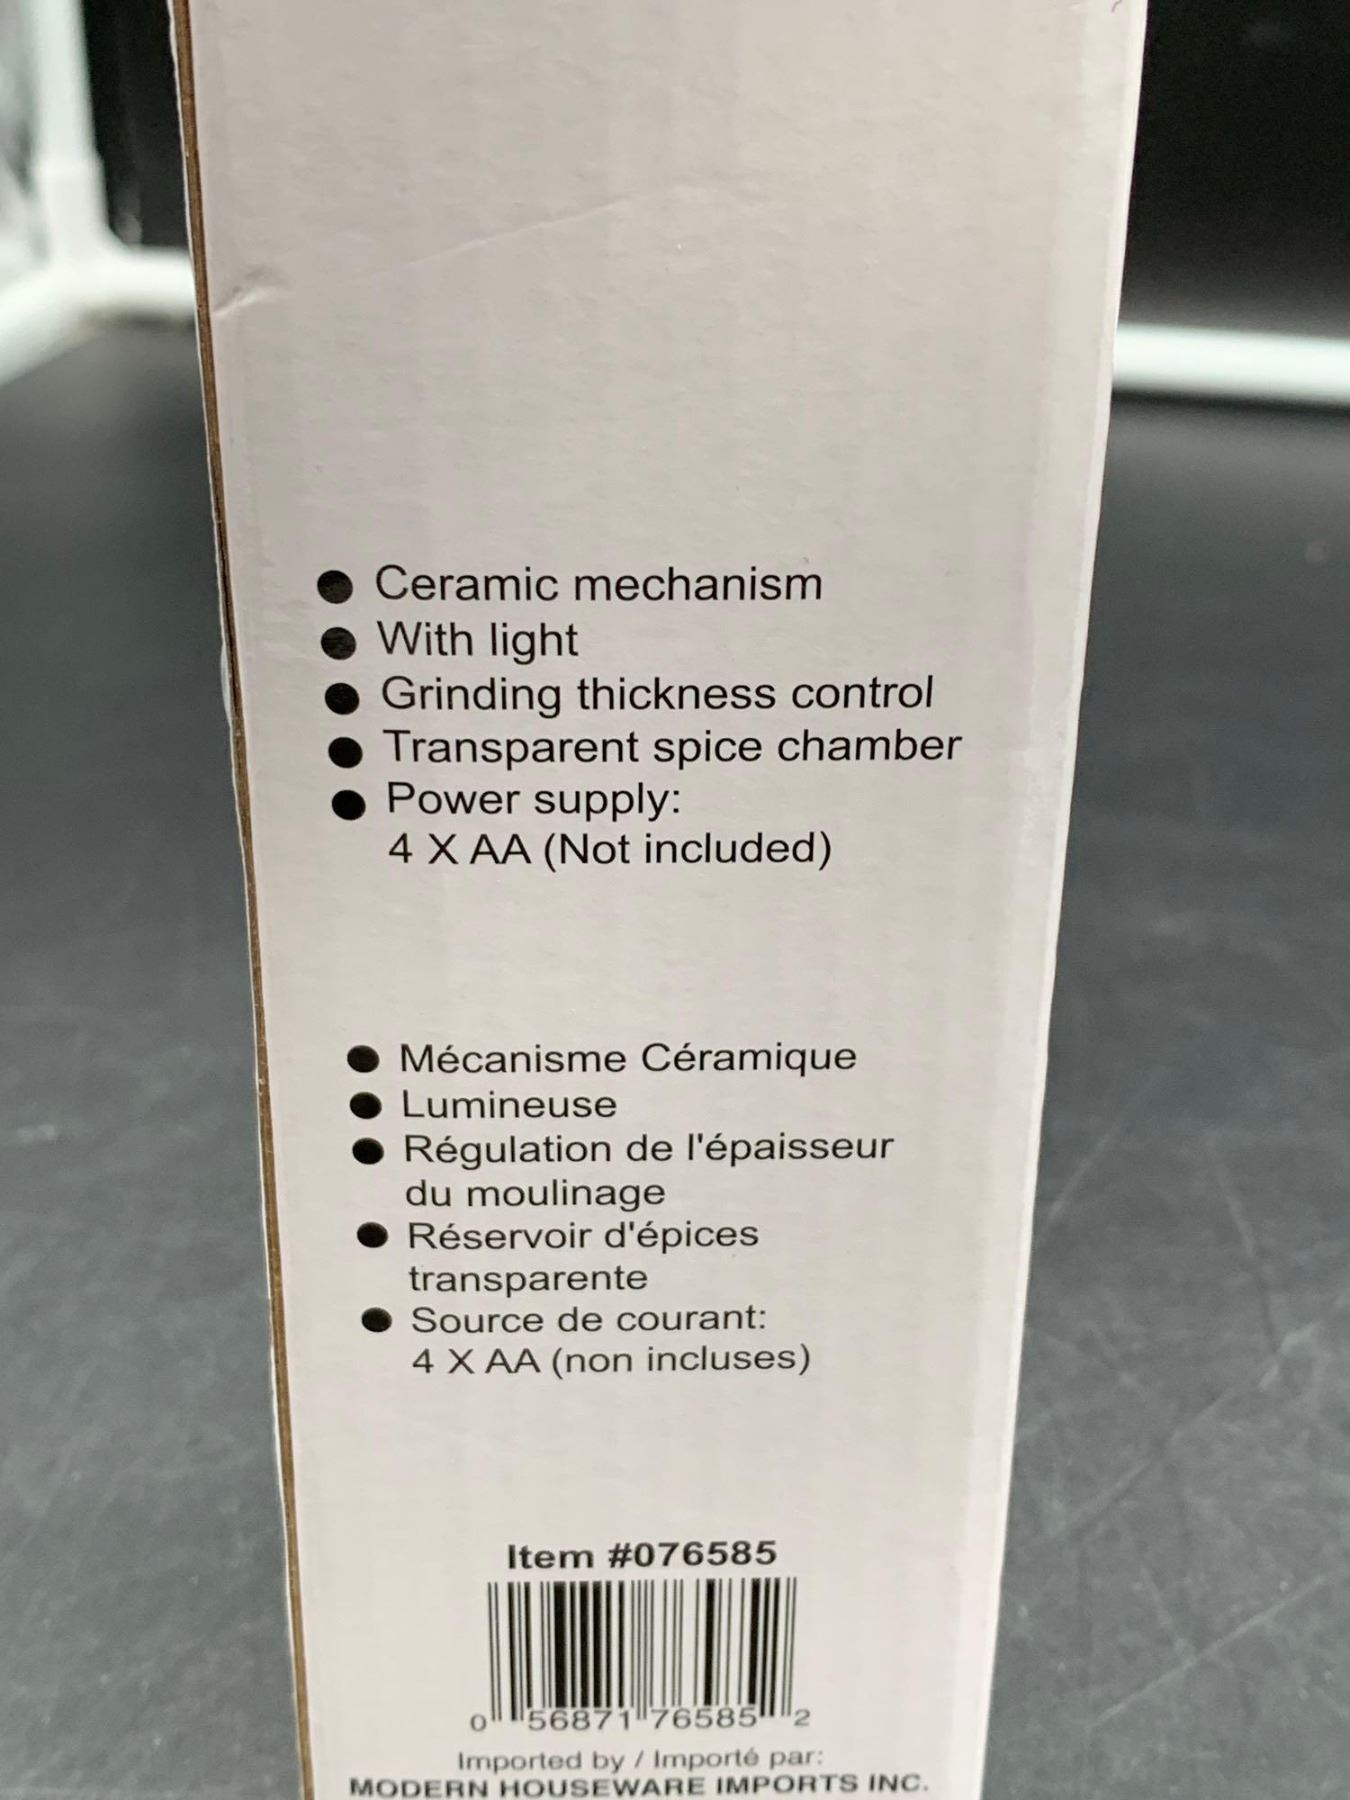 ● Ceramic mechanism
● With light
● Grinding thickness control
● Transparent spice chamber
● Power supply:
4 X AA (Not included)
● Mécanisme Céramique
● Lumineuse
● Régulation de l'épaisseur
du moulinage
● Réservoir d'épices
transparente
● Source de courant:
4 X AA (non incluses)
Item #076585
0 56871 76585 2
Imported by / Importé par:
MODERN HOUSEWARE IMPORTS INC.